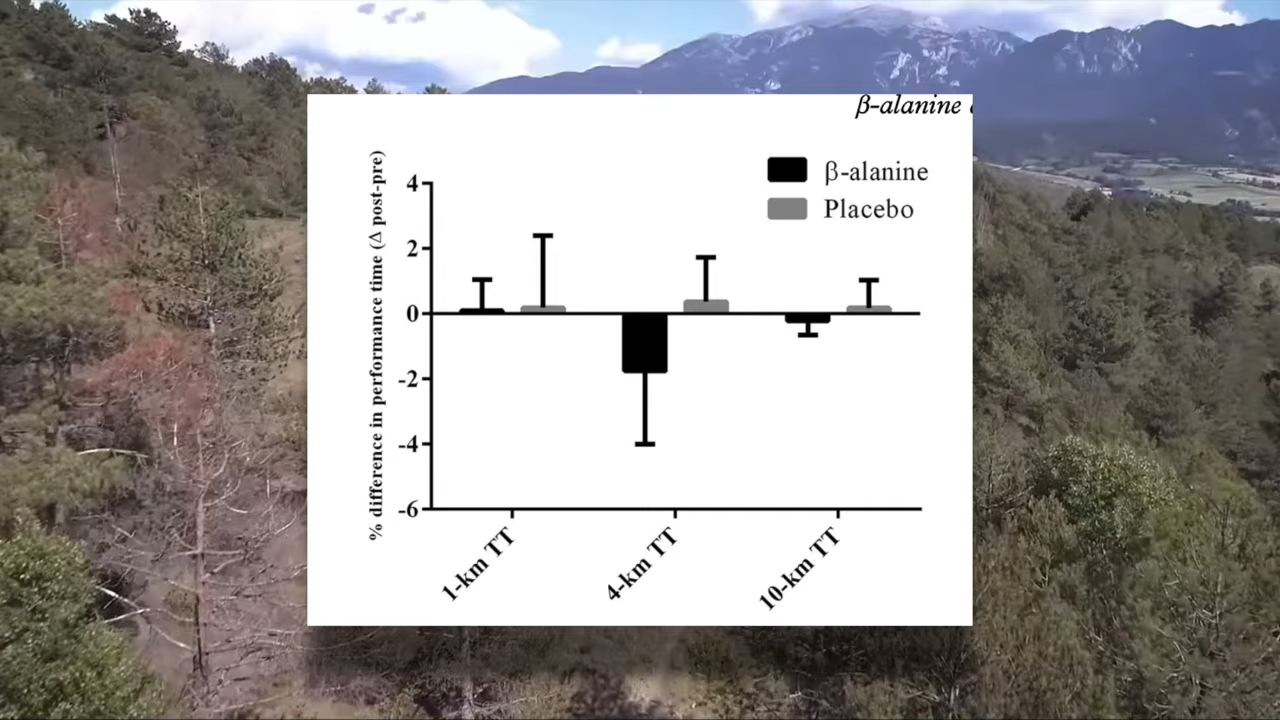 β-alanine
β-alanine
Placebo
% difference in performance time (Δ post-pre)
4
2
0
-2
-4
-6
1-km TT
4-km TT
10-km TT